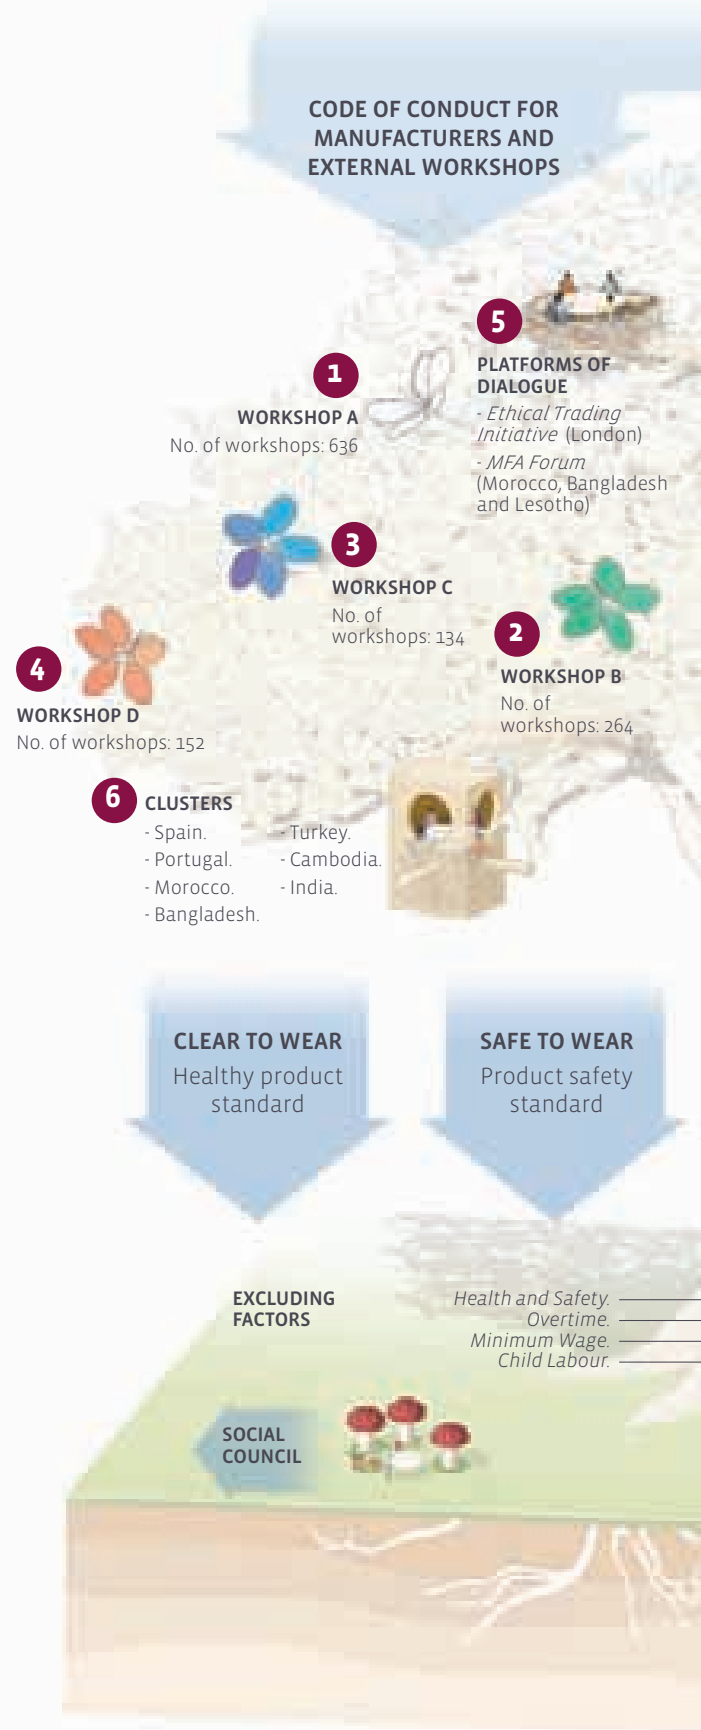 CODE OF CONDUCT FOR
MANUFACTURERS AND
EXTERNAL WORKSHOPS
5
PLATFORMS OF
DIALOGUE
- Ethical Trading
Initiative (London)
- MFA Forum
(Morocco, Bangladesh
and Lesotho)
1
WORKSHOP A
No. of workshops: 636
3
WORKSHOP C
No. of
workshops: 134
2
WORKSHOP B
No. of
workshops: 264
4
WORKSHOP D
No. of workshops: 152
6
CLUSTERS
- Spain.
- Portugal.
- Morocco.
- Bangladesh.
- Turkey.
- Cambodia.
- India.
CLEAR TO WEAR
Healthy product
standard
SAFE TO WEAR
Product safety
standard
EXCLUDING
FACTORS
Health and Safety.
Overtime.
Minimum Wage.
Child Labour.
SOCIAL
COUNCIL